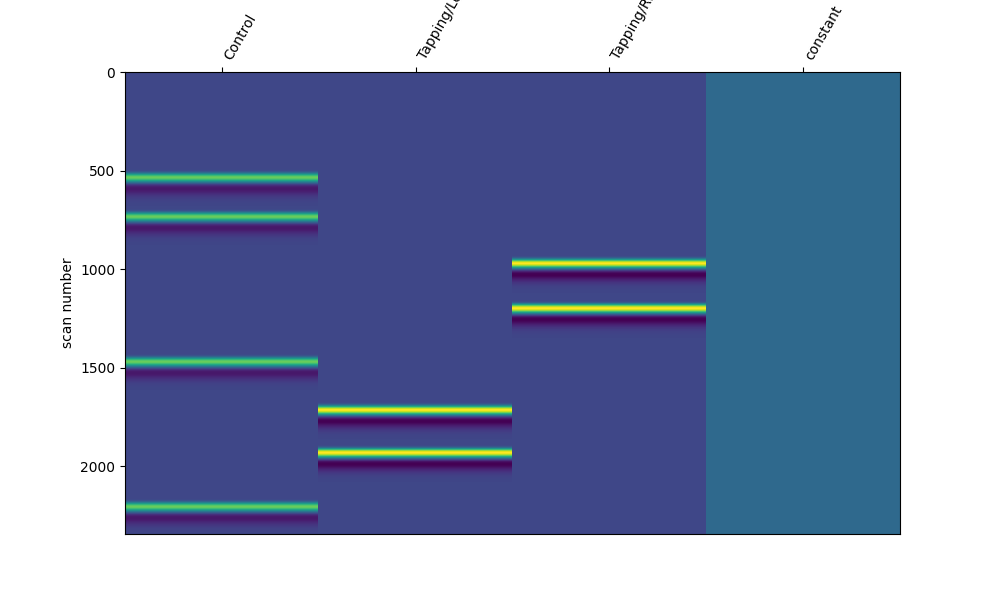 Control
Tapping/L
Tapping/R
constant
0
500
1000
1500
2000
scan number